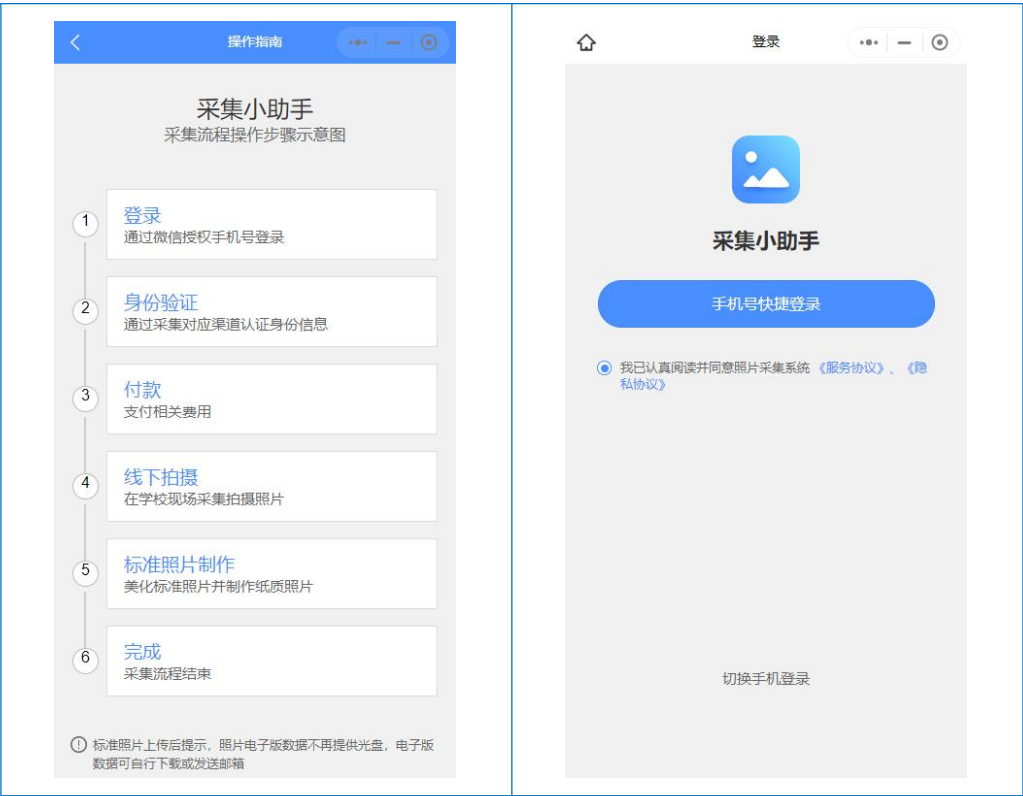 操作指南
采集小助手
采集流程操作步骤示意图
1
登录
通过微信授权手机号登录
2
身份验证
通过采集对应渠道认证身份信息
3
付款
支付相关费用
4
线下拍摄
在学校现场采集拍摄照片
5
标准照片制作
美化标准照片并制作纸质照片
6
完成
采集流程结束
标准照片上传后提示，照片电子版数据不再提供光盘，电子版
数据可自行下载或发送邮箱
登录
采集小助手
手机号快捷登录
我已认真阅读并同意照片采集系统《服务协议》、《隐
私协议》
切换手机登录